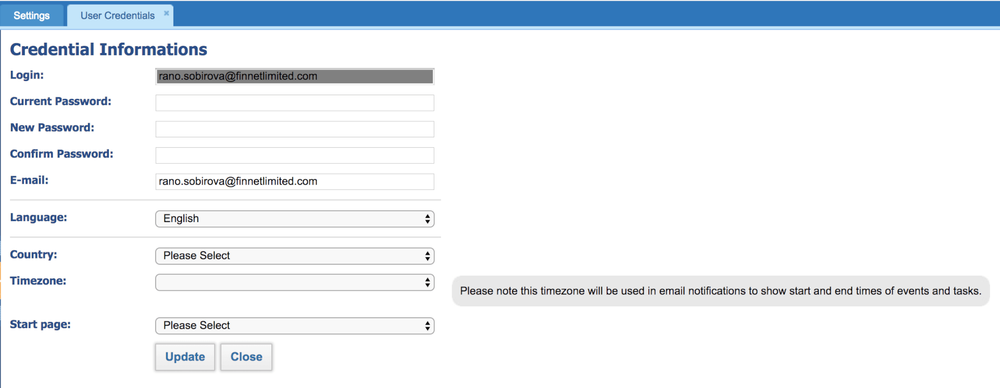 Settings
User Credentials ×
Credential Informations
Login: rano.sobirova@finnetlimited.com
Current Password:
New Password:
Confirm Password:
E-mail: rano.sobirova@finnetlimited.com
Language: English
Country: Please Select
Timezone:
Please note this timezone will be used in email notifications to show start and end times of events and tasks.
Start page: Please Select
Update Close